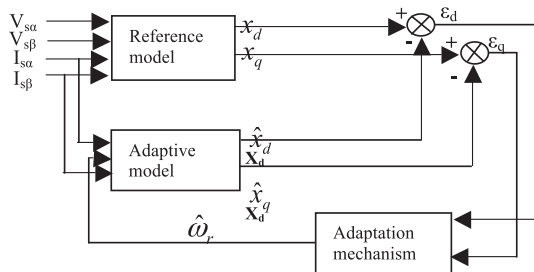 V_sα
V_sβ
I_sα
I_sβ
Reference
model
x_d
x_q
+
-
ε_d
+
-
ε_q
Adaptive
model
x̂_d
X_d
x̂_q
X_d
ω̂_r
Adaptation
mechanism